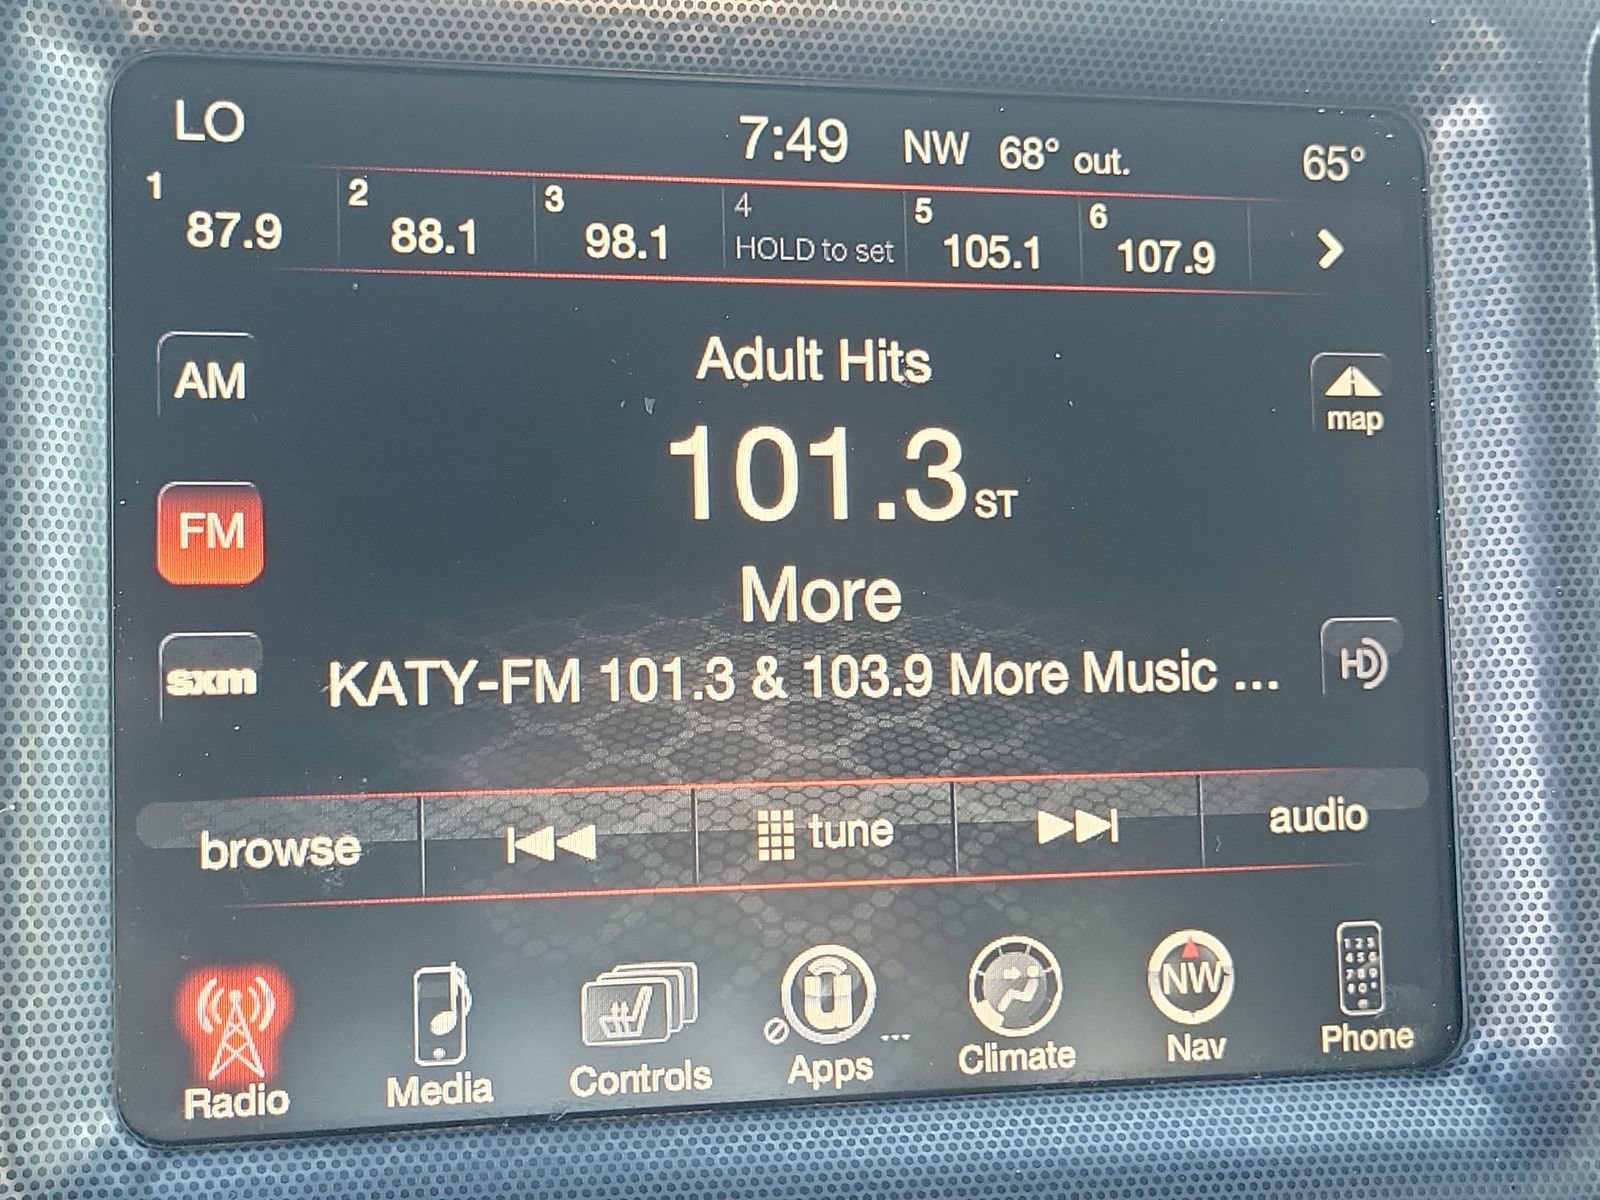 LO 7:49 NW 68° out. 65°
1 87.9 2 88.1 3 98.1 4 HOLD to set 5 105.1 6 107.9
AM
Adult Hits
map
101.3 ST
FM
More
sxm
KATY-FM 101.3 & 103.9 More Music ...
HD
browse tune audio
NW
Radio Media Controls Apps ... Climate Nav Phone